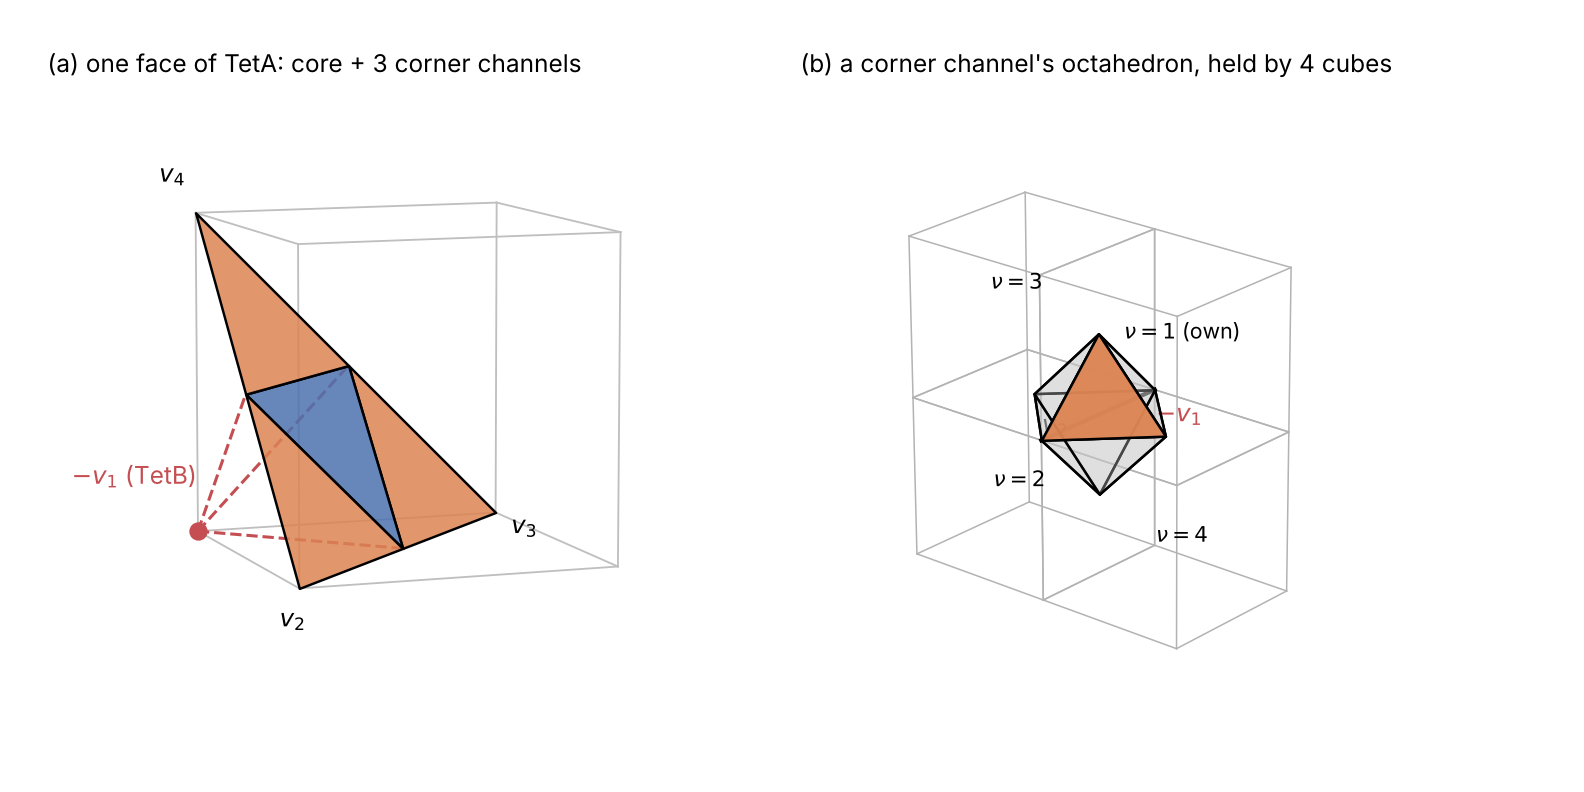 (a) one face of TetA: core + 3 corner channels
(b) a corner channel's octahedron, held by 4 cubes
v₄
−v₁ (TetB)
v₃
v₂
ν = 3
ν = 1 (own)
−v₁
ν = 2
ν = 4